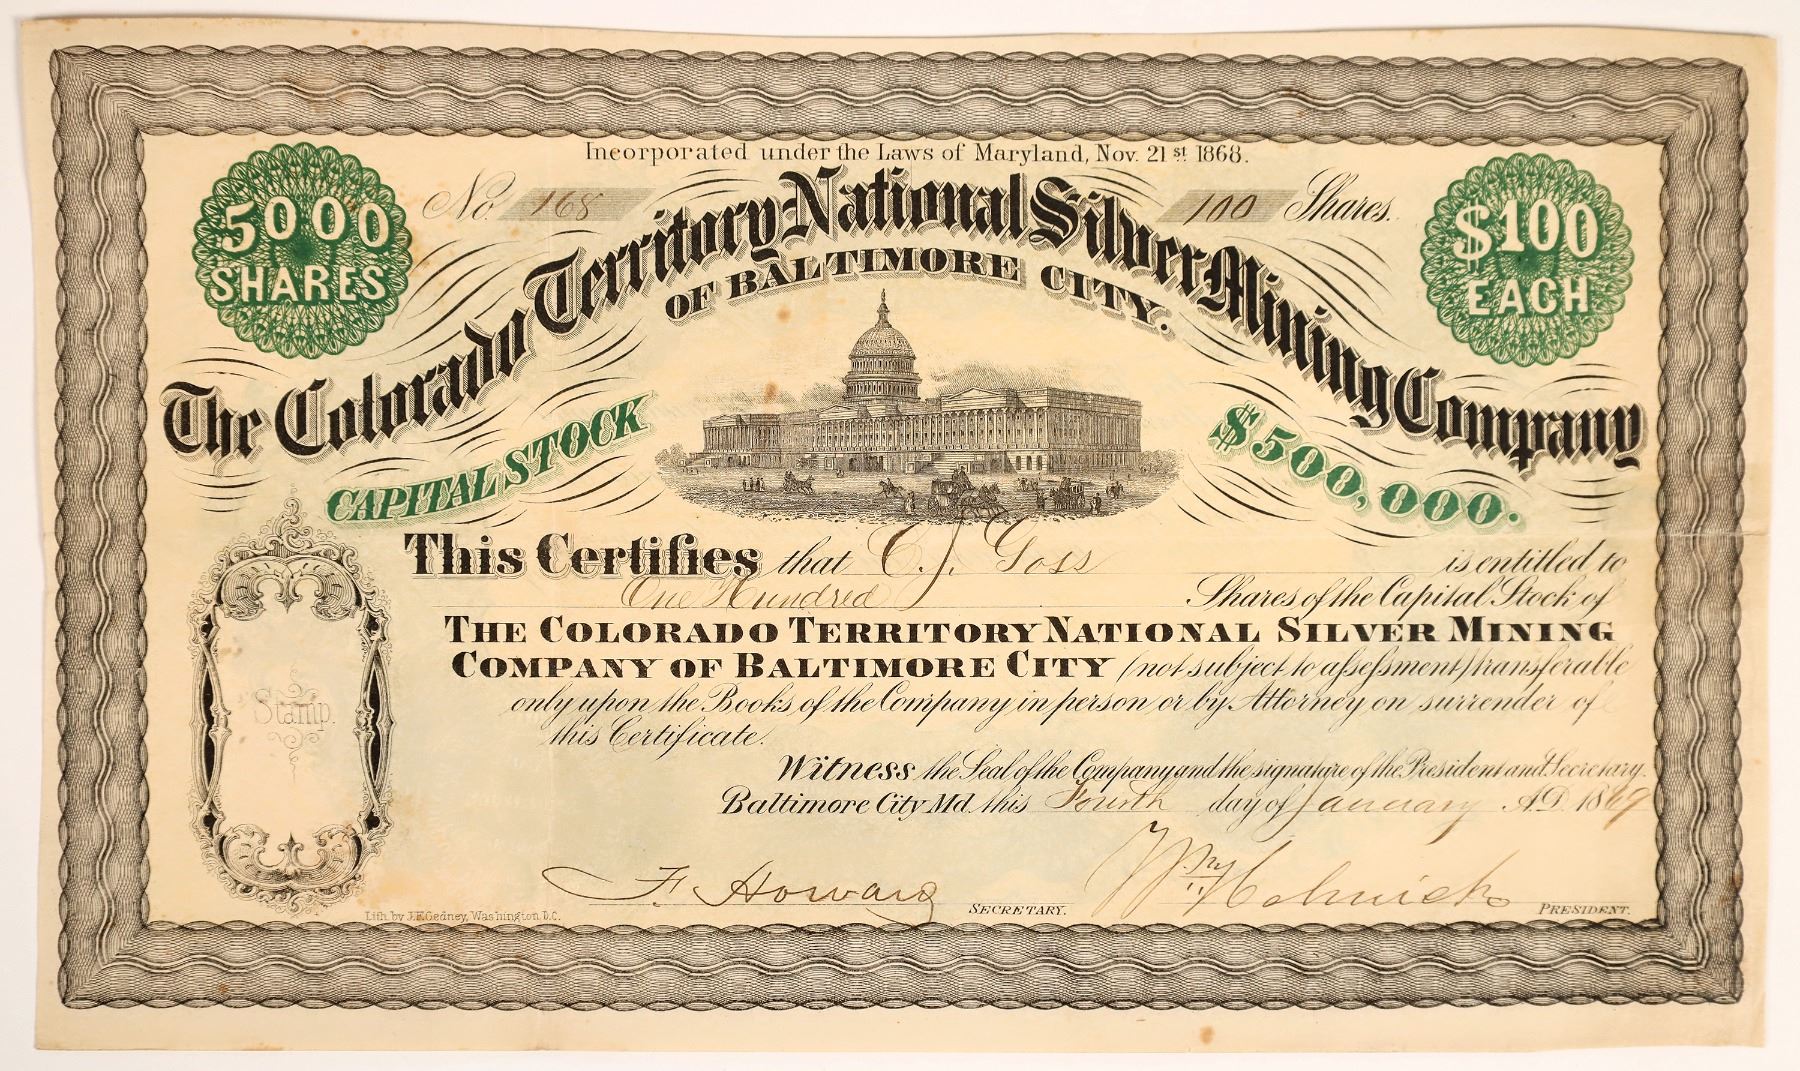 Incorporated under the Laws of Maryland, Nov. 21st 1868.
No. 168
100 Shares.
5000
SHARES
$100
EACH
The Colorado Territory National Silver Mining Company
OF BALTIMORE CITY.
CAPITAL STOCK
$500,000.
This Certifies that C. J. Goss is entitled to
One Hundred Shares of the Capital Stock of
THE COLORADO TERRITORY NATIONAL SILVER MINING
COMPANY OF BALTIMORE CITY (not subject to assessment) transferable
only upon the Books of the Company in person or by Attorney on surrender of
this Certificate.
Stamp.
Witness the Seal of the Company and the signature of the President and Secretary.
Baltimore City Md. this Fourth day of January A.D. 1869
F. Howard SECRETARY.
Wm PRESIDENT.
Lith. by J.F. Gedney, Washington, D.C.